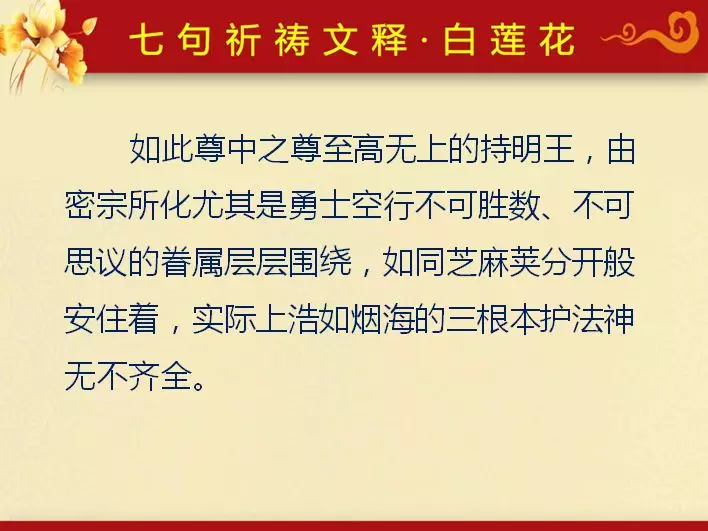 七句祈祷文释·白莲花
如此尊中之尊至高无上的持明王，由
密宗所化尤其是勇士空行不可胜数、不可
思议的眷属层层围绕，如同芝麻荚分开般
安住着，实际上浩如烟海的三根本护法神
无不齐全。